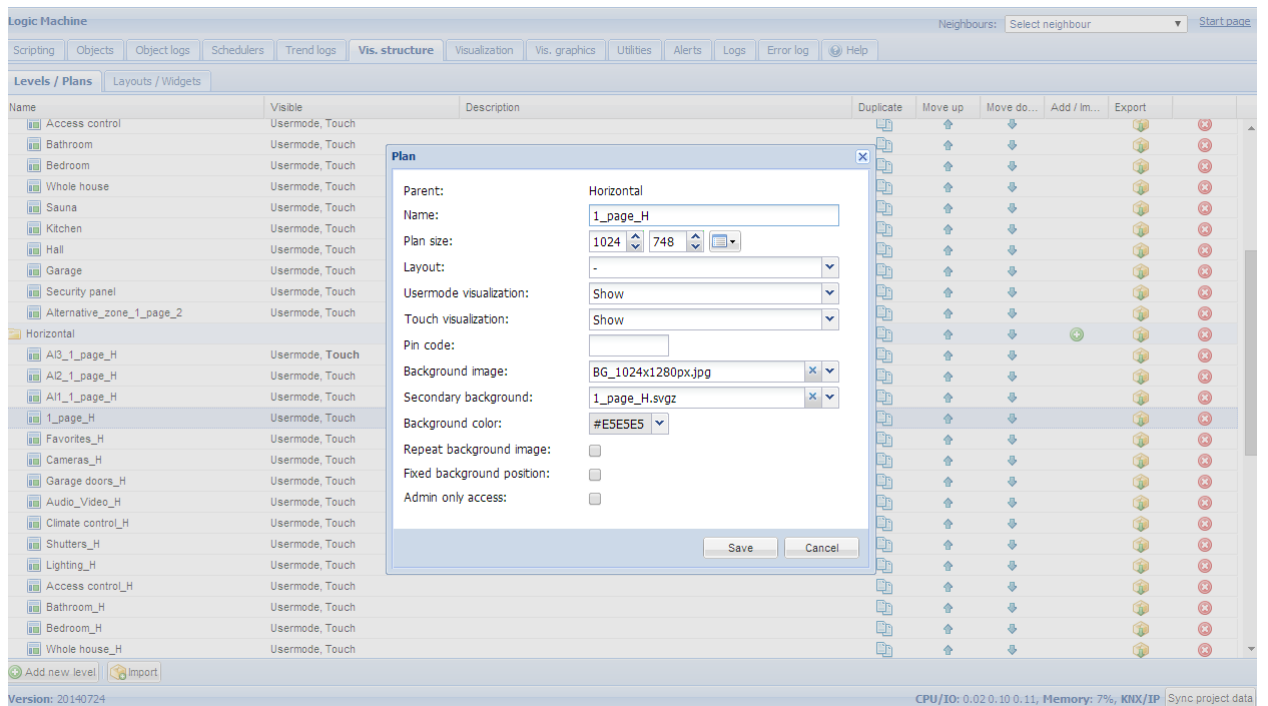 Logic Machine Neighbours: Select neighbour Start page
Scripting Objects Object logs Schedulers Trend logs Vis. structure Visualization Vis. graphics Utilities Alerts Logs Error log Help
Levels / Plans Layouts / Widgets
Name Visible Description Duplicate Move up Move do... Add / Im... Export
Access control Usermode, Touch
Bathroom Usermode, Touch
Bedroom Usermode, Touch
Whole house Usermode, Touch
Sauna Usermode, Touch
Kitchen Usermode, Touch
Hall Usermode, Touch
Garage Usermode, Touch
Security panel Usermode, Touch
Alternative_zone_1_page_2 Usermode, Touch
Horizontal
AI3_1_page_H Usermode, Touch
AI2_1_page_H Usermode, Touch
AI1_1_page_H Usermode, Touch
1_page_H Usermode, Touch
Favorites_H Usermode, Touch
Cameras_H Usermode, Touch
Garage doors_H Usermode, Touch
Audio_Video_H Usermode, Touch
Climate control_H Usermode, Touch
Shutters_H Usermode, Touch
Lighting_H Usermode, Touch
Access control_H Usermode, Touch
Bathroom_H Usermode, Touch
Bedroom_H Usermode, Touch
Whole house_H Usermode, Touch
Plan
Parent: Horizontal
Name: 1_page_H
Plan size: 1024 748
Layout: -
Usermode visualization: Show
Touch visualization: Show
Pin code:
Background image: BG_1024x1280px.jpg
Secondary background: 1_page_H.svgz
Background color: #E5E5E5
Repeat background image:
Fixed background position:
Admin only access:
Save Cancel
Add new level Import
Version: 20140724 CPU/IO: 0.02 0.10 0.11, Memory: 7%, KNX/IP Sync project data